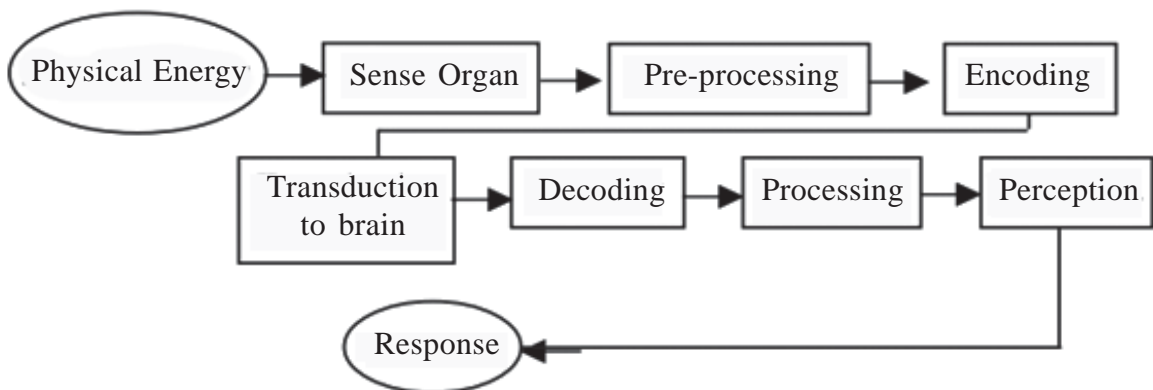 Physical Energy
Sense Organ
Pre-processing
Encoding
Transduction
to brain
Decoding
Processing
Perception
Response